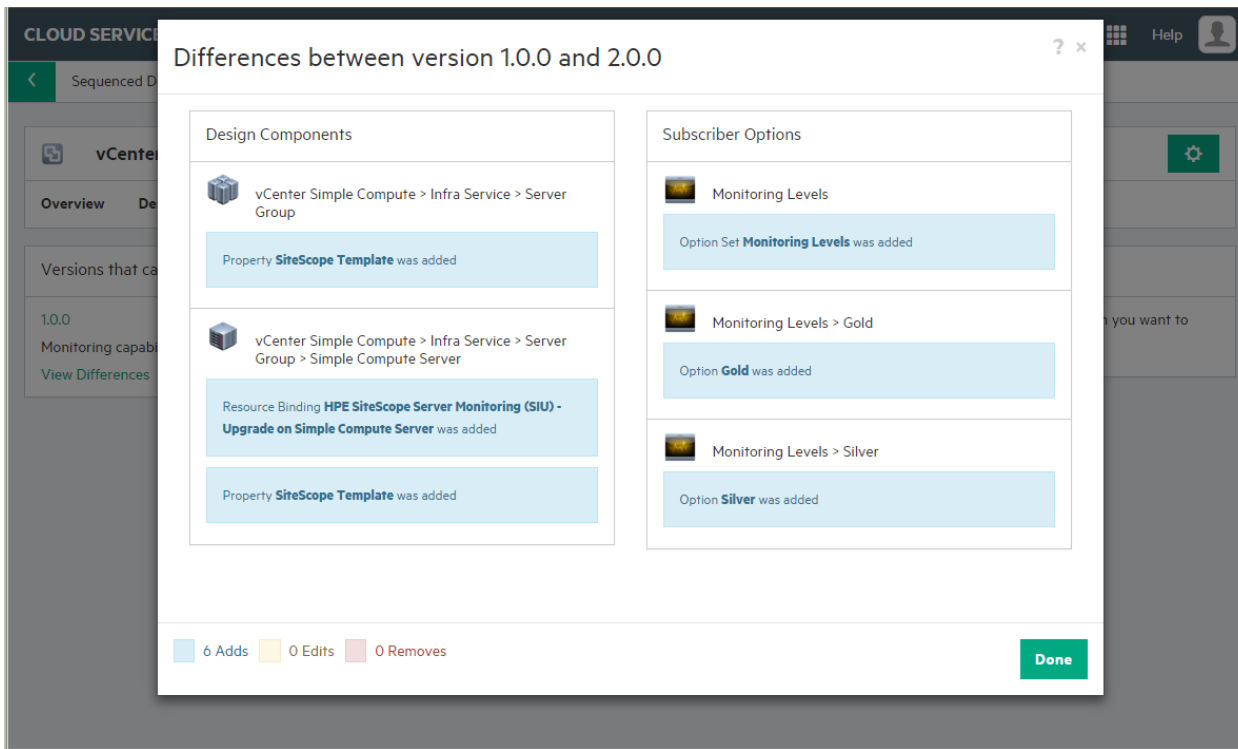 CLOUD SERVICE
Help
Sequenced D
vCenter
Overview De
Versions that ca
1.0.0
Monitoring capabi
View Differences
n you want to
Differences between version 1.0.0 and 2.0.0
? ×
Design Components
vCenter Simple Compute > Infra Service > Server
Group
Property SiteScope Template was added
vCenter Simple Compute > Infra Service > Server
Group > Simple Compute Server
Resource Binding HPE SiteScope Server Monitoring (SIU) -
Upgrade on Simple Compute Server was added
Property SiteScope Template was added
Subscriber Options
Monitoring Levels
Option Set Monitoring Levels was added
Monitoring Levels > Gold
Option Gold was added
Monitoring Levels > Silver
Option Silver was added
6 Adds 0 Edits 0 Removes
Done